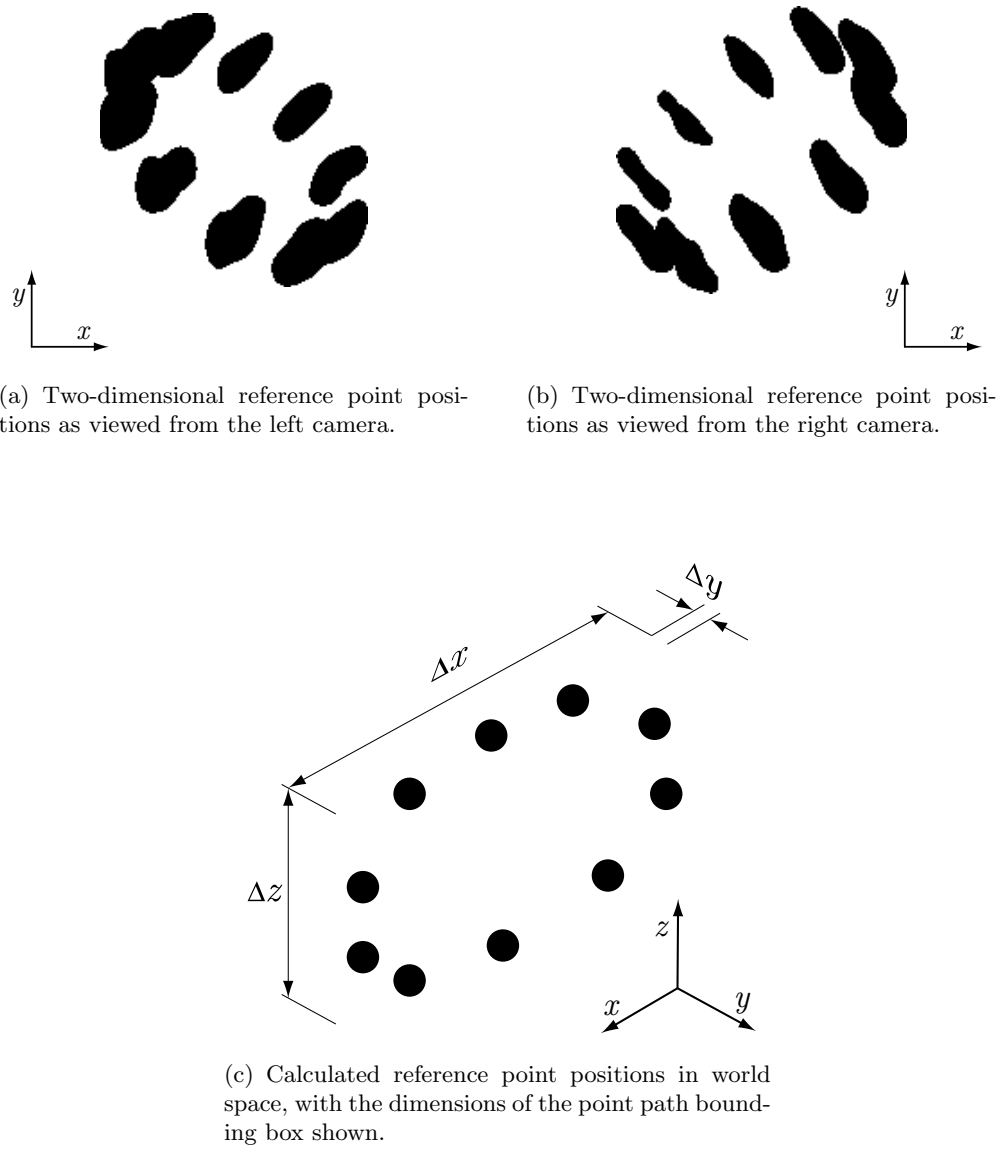 y
x
y
x
(a) Two-dimensional reference point posi-
tions as viewed from the left camera.
(b) Two-dimensional reference point posi-
tions as viewed from the right camera.
Δy
Δx
Δz
z
x
y
(c) Calculated reference point positions in world
space, with the dimensions of the point path bound-
ing box shown.